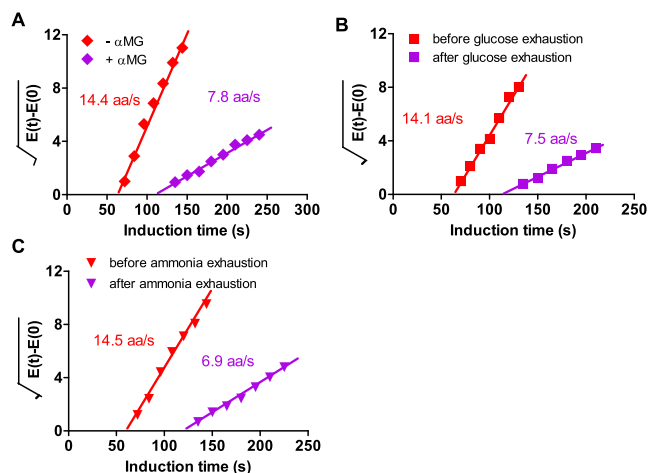 A
- αMG
+ αMG
√E(t)-E(0)
12
8
4
0
14.4 aa/s
7.8 aa/s
0 50 100 150 200 250 300
Induction time (s)
B
before glucose exhaustion
after glucose exhaustion
√E(t)-E(0)
12
8
4
0
14.1 aa/s
7.5 aa/s
0 50 100 150 200 250
Induction time (s)
C
before ammonia exhaustion
after ammonia exhaustion
√E(t)-E(0)
12
8
4
0
14.5 aa/s
6.9 aa/s
0 50 100 150 200 250
Induction time (s)